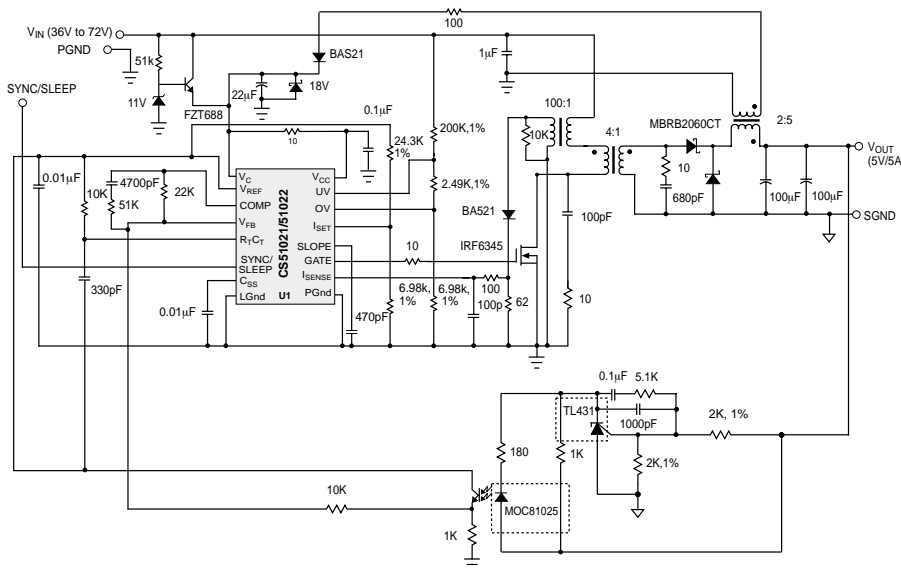 100
V_IN (36V to 72V)
PGND
BAS21
51k
1μF
SYNC/SLEEP
11V
FZT688
22μF
18V
100:1
2:5
0.1μF
MBRB2060CT
V_OUT
(5V/5A
10K
4:1
10
24.3K
1%
200K,1%
0.01μF
4700pF
22K
10K
51K
V_C
V_CC
V_REF
UV
COMP
OV
V_FB
I_SET
R_TC_T
SLOPE
SYNC/
SLEEP
GATE
C_SS
I_SENSE
LGnd
PGnd
U1
CS51021/51022
2.49K,1%
BA521
100pF
10
680pF
100μF
100μF
SGND
IRF6345
10
330pF
0.01μF
470pF
6.98k,
1%
6.98k,
1%
100
100p
62
10
0.1μF
5.1K
TL431
1000pF
2K, 1%
180
1K
2K,1%
MOC81025
10K
1K